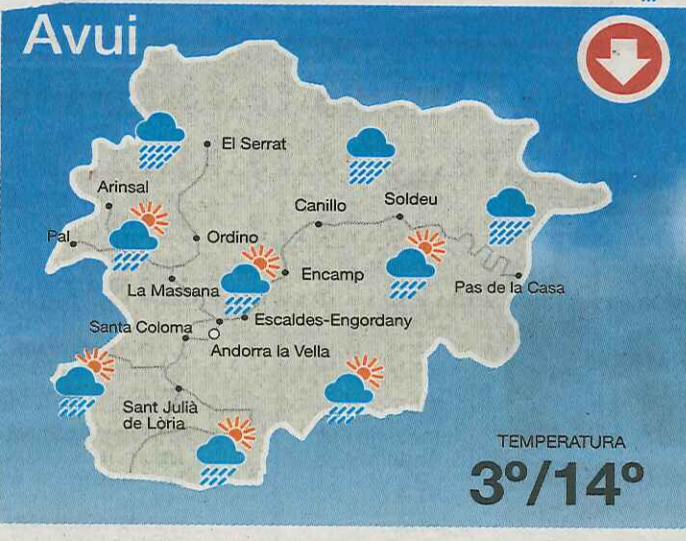 Avui
El Serrat
Arinsal
Canillo
Soldeu
Pal
Ordino
Encamp
La Massana
Pas de la Casa
Santa Coloma
Escaldes-Engordany
Andorra la Vella
Sant Julià
de Lòria
TEMPERATURA
3º/14º